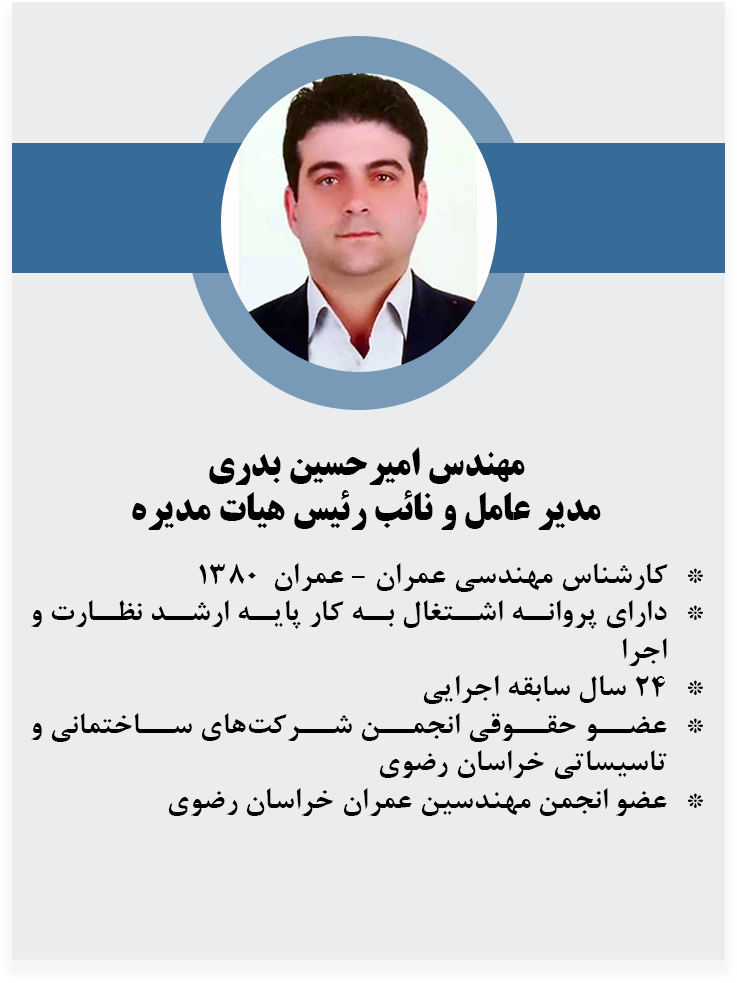 مهندس امیرحسین بدری
مدیر عامل و نائب رئیس هیات مدیره
❊ کارشناس مهندسی عمران - عمران ۱۳۸۰
❊ دارای پروانه اشتغال به کار پایه ارشد نظارت و
اجرا
❊ ۲۴ سال سابقه اجرایی
❊ عضو حقوقی انجمن شرکت‌های ساختمانی و
تاسیساتی خراسان رضوی
❊ عضو انجمن مهندسین عمران خراسان رضوی